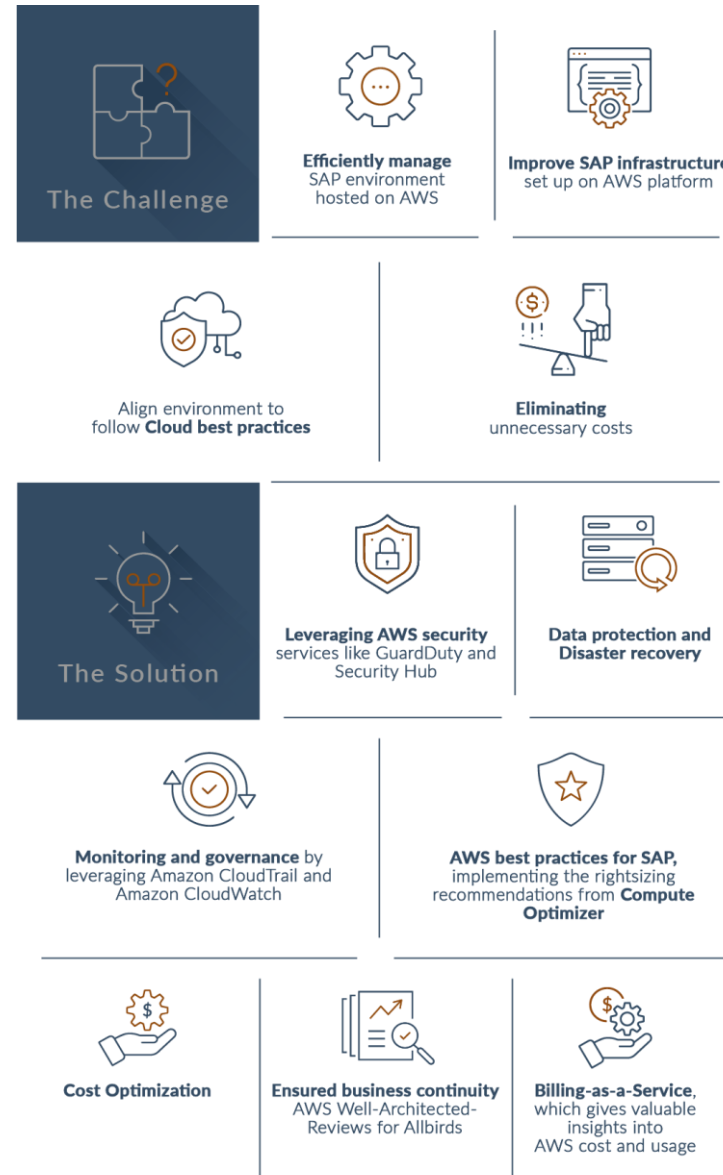 The Challenge
Efficiently manage
SAP environment
hosted on AWS
Improve SAP infrastructure
set up on AWS platform
Align environment to
follow Cloud best practices
$
Eliminating
unnecessary costs
The Solution
Leveraging AWS security
services like GuardDuty and
Security Hub
Data protection and
Disaster recovery
Monitoring and governance by
leveraging Amazon CloudTrail and
Amazon CloudWatch
AWS best practices for SAP,
implementing the rightsizing
recommendations from Compute
Optimizer
$
Cost Optimization
Ensured business continuity
AWS Well-Architected-
Reviews for Allbirds
$
Billing-as-a-Service,
which gives valuable
insights into
AWS cost and usage